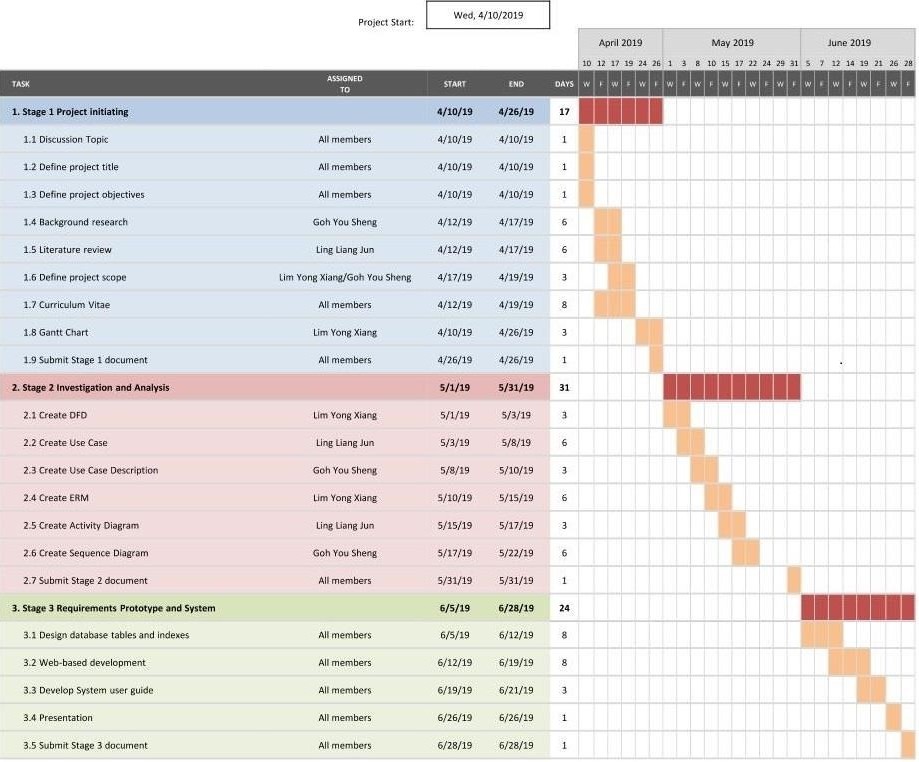 Project Start: Wed, 4/10/2019
April 2019 May 2019 June 2019
10 12 17 19 24 26 1 3 8 10 15 17 22 24 29 31 5 7 12 14 19 21 26 28
TASK ASSIGNED TO START END DAYS W F W F W F W F W F W F W F W F W F W F W F W F
1. Stage 1 Project initiating 4/10/19 4/26/19 17
1.1 Discussion Topic All members 4/10/19 4/10/19 1
1.2 Define project title All members 4/10/19 4/10/19 1
1.3 Define project objectives All members 4/10/19 4/10/19 1
1.4 Background research Goh You Sheng 4/12/19 4/17/19 6
1.5 Literature review Ling Liang Jun 4/12/19 4/17/19 6
1.6 Define project scope Lim Yong Xiang/Goh You Sheng 4/17/19 4/19/19 3
1.7 Curriculum Vitae All members 4/12/19 4/19/19 8
1.8 Gantt Chart Lim Yong Xiang 4/10/19 4/26/19 3
1.9 Submit Stage 1 document All members 4/26/19 4/26/19 1
2. Stage 2 Investigation and Analysis 5/1/19 5/31/19 31
2.1 Create DFD Lim Yong Xiang 5/1/19 5/3/19 3
2.2 Create Use Case Ling Liang Jun 5/3/19 5/8/19 6
2.3 Create Use Case Description Goh You Sheng 5/8/19 5/10/19 3
2.4 Create ERM Lim Yong Xiang 5/10/19 5/15/19 6
2.5 Create Activity Diagram Ling Liang Jun 5/15/19 5/17/19 3
2.6 Create Sequence Diagram Goh You Sheng 5/17/19 5/22/19 6
2.7 Submit Stage 2 document All members 5/31/19 5/31/19 1
3. Stage 3 Requirements Prototype and System 6/5/19 6/28/19 24
3.1 Design database tables and indexes All members 6/5/19 6/12/19 8
3.2 Web-based development All members 6/12/19 6/19/19 8
3.3 Develop System user guide All members 6/19/19 6/21/19 3
3.4 Presentation All members 6/26/19 6/26/19 1
3.5 Submit Stage 3 document All members 6/28/19 6/28/19 1